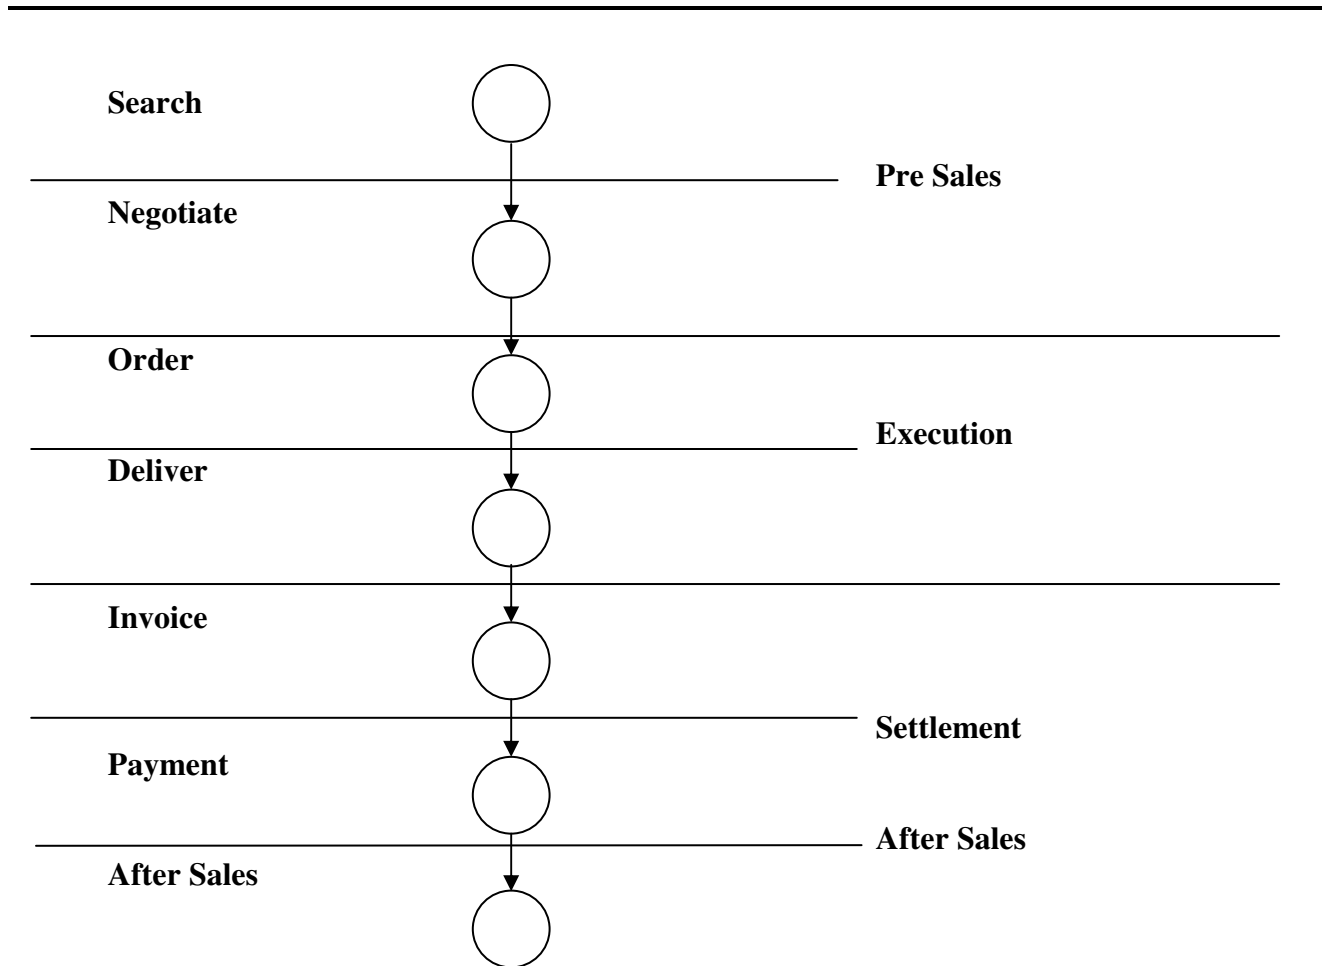 Search
Pre Sales
Negotiate
Order
Execution
Deliver
Invoice
Settlement
Payment
After Sales
After Sales